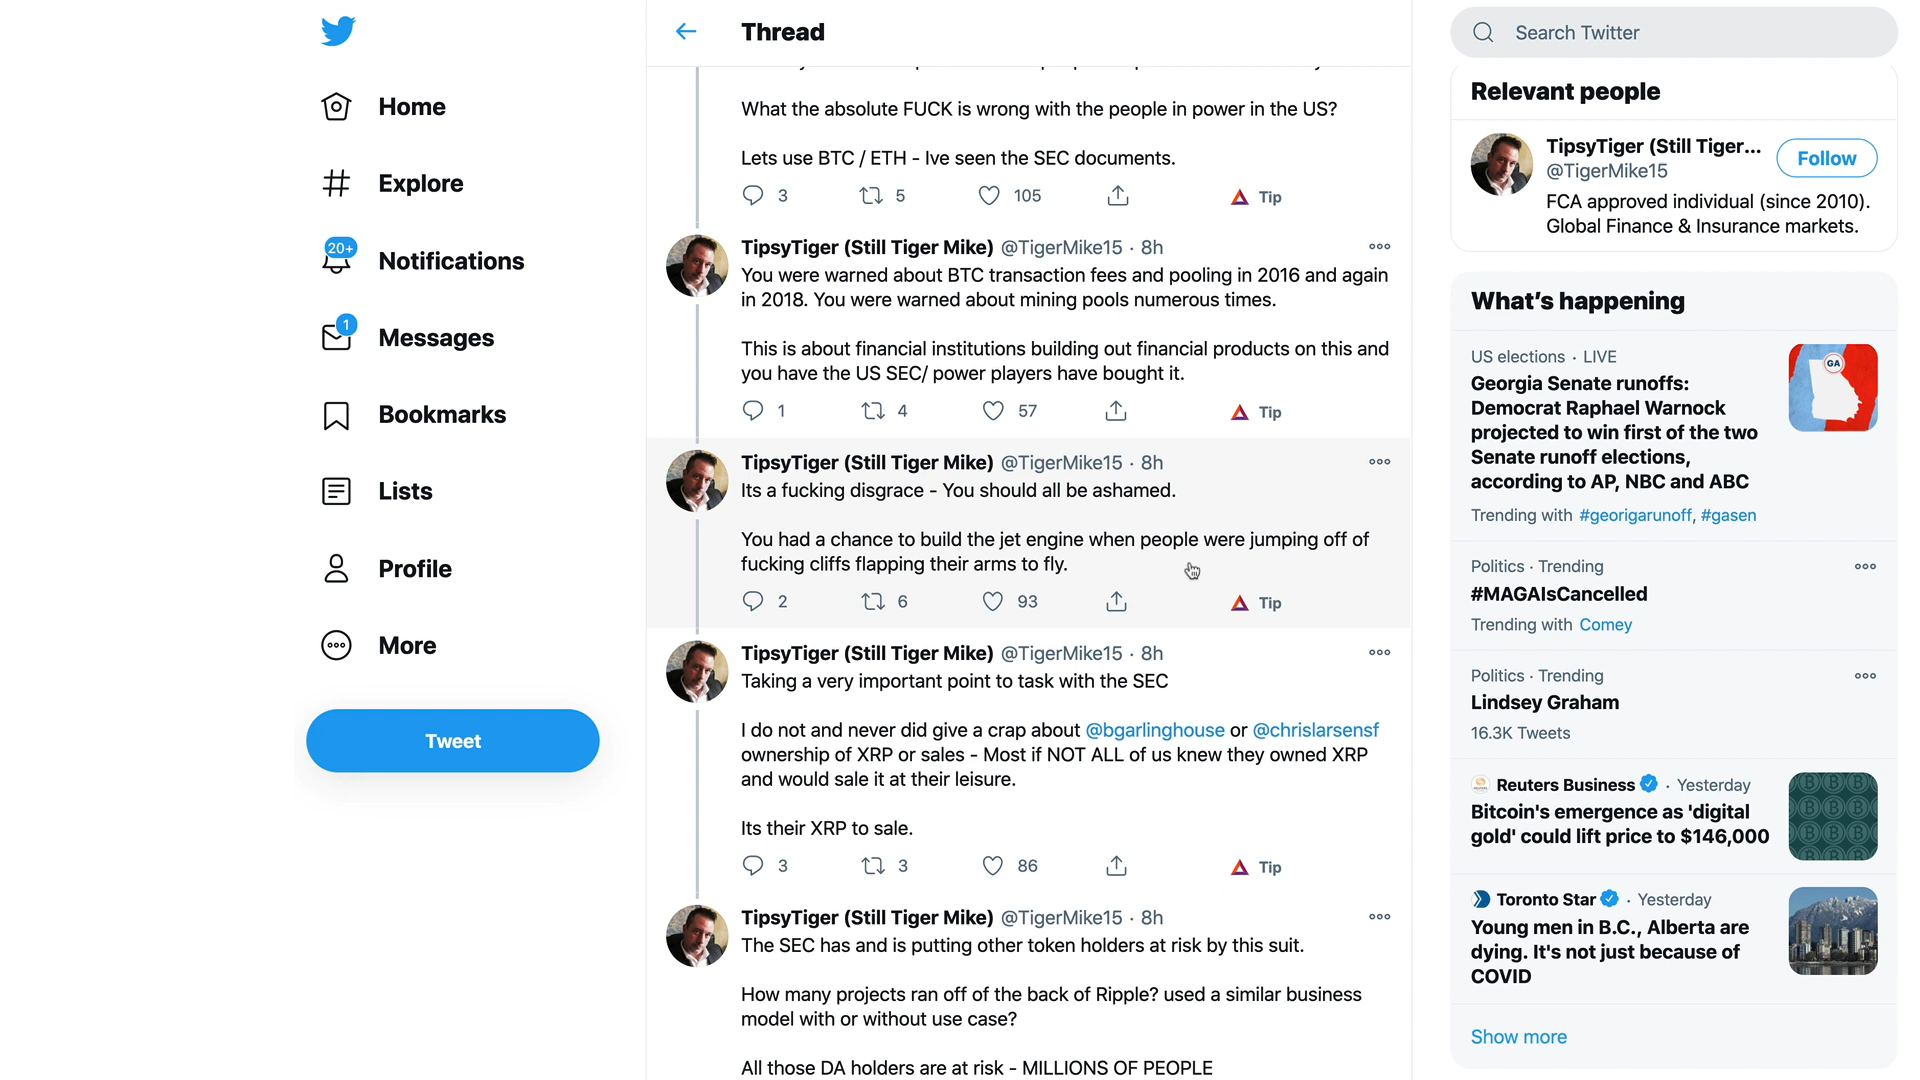 Home
Explore
20+
Notifications
1
Messages
Bookmarks
Lists
Profile
More
Tweet
Thread
What the absolute FUCK is wrong with the people in power in the US?
Lets use BTC / ETH - Ive seen the SEC documents.
3 5 105 Tip
TipsyTiger (Still Tiger Mike) @TigerMike15 · 8h
You were warned about BTC transaction fees and pooling in 2016 and again
in 2018. You were warned about mining pools numerous times.
This is about financial institutions building out financial products on this and
you have the US SEC/ power players have bought it.
1 4 57 Tip
TipsyTiger (Still Tiger Mike) @TigerMike15 · 8h
Its a fucking disgrace - You should all be ashamed.
You had a chance to build the jet engine when people were jumping off of
fucking cliffs flapping their arms to fly.
2 6 93 Tip
TipsyTiger (Still Tiger Mike) @TigerMike15 · 8h
Taking a very important point to task with the SEC
I do not and never did give a crap about @bgarlinghouse or @chrislarsensf
ownership of XRP or sales - Most if NOT ALL of us knew they owned XRP
and would sale it at their leisure.
Its their XRP to sale.
3 3 86 Tip
TipsyTiger (Still Tiger Mike) @TigerMike15 · 8h
The SEC has and is putting other token holders at risk by this suit.
How many projects ran off of the back of Ripple? used a similar business
model with or without use case?
All those DA holders are at risk - MILLIONS OF PEOPLE
Search Twitter
Relevant people
TipsyTiger (Still Tiger...
@TigerMike15
Follow
FCA approved individual (since 2010).
Global Finance & Insurance markets.
What's happening
US elections · LIVE
Georgia Senate runoffs:
Democrat Raphael Warnock
projected to win first of the two
Senate runoff elections,
according to AP, NBC and ABC
GA
Trending with #georigarunoff, #gasen
Politics · Trending
#MAGAIsCancelled
Trending with Comey
Politics · Trending
Lindsey Graham
16.3K Tweets
Reuters Business · Yesterday
Bitcoin's emergence as 'digital
gold' could lift price to $146,000
Toronto Star · Yesterday
Young men in B.C., Alberta are
dying. It's not just because of
COVID
Show more